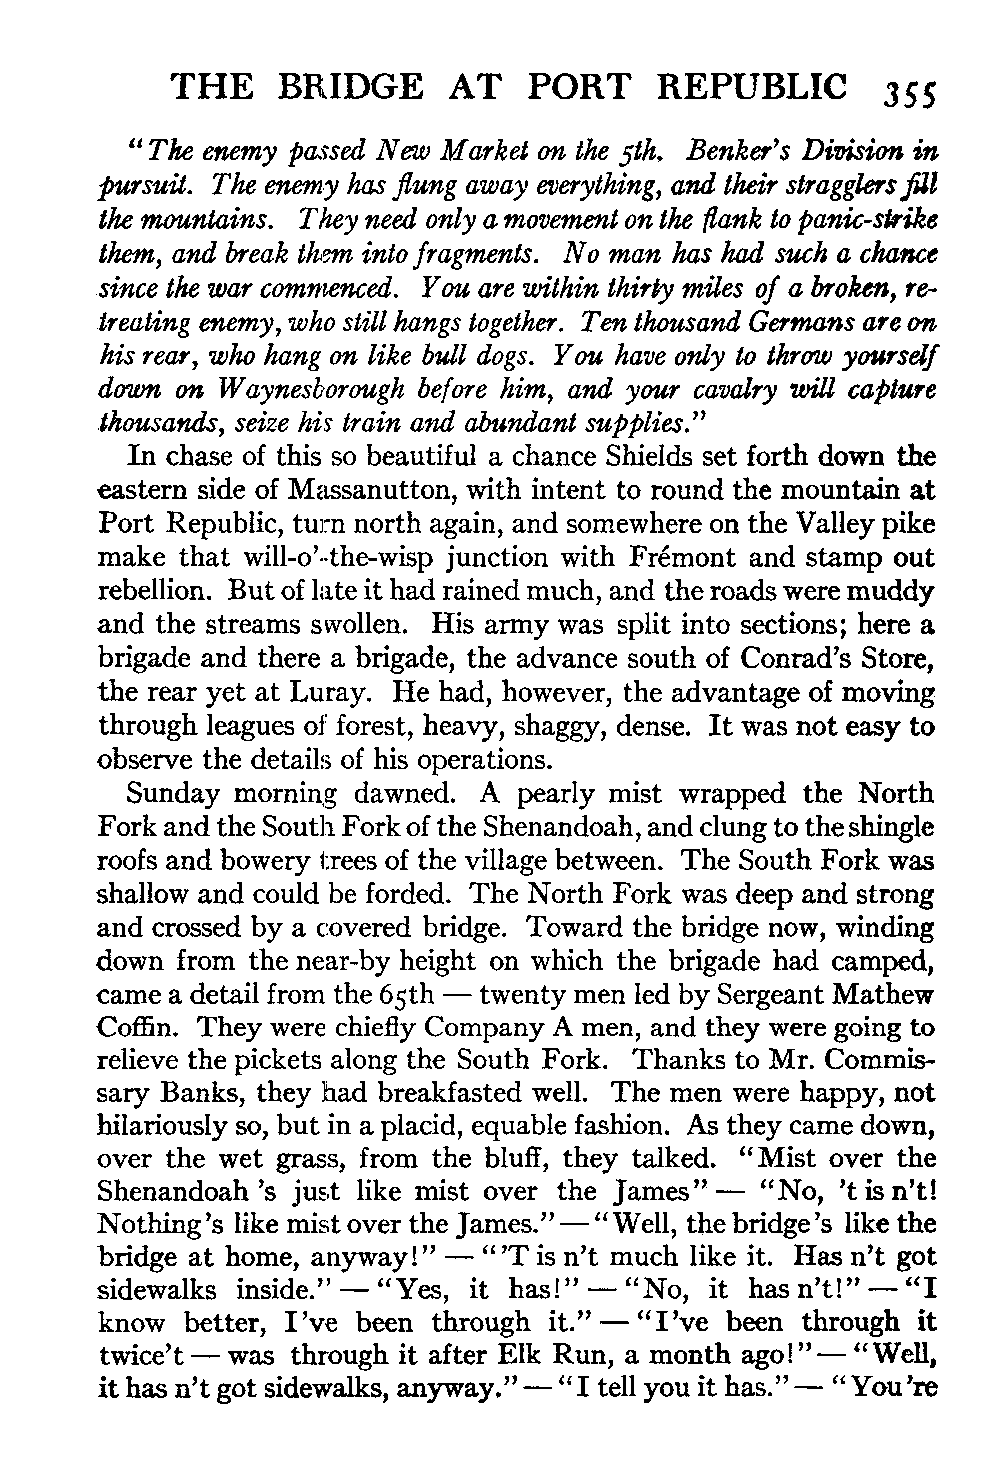 THE BRIDGE AT PORT REPUBLIC 355
"The enemy passed New Market on the 5th. Benker's Division in
pursuit. The enemy has flung away everything, and their stragglers fill
the mountains. They need only a movement on the flank to panic-strike
them, and break them into fragments. No man has had such a chance
since the war commenced. You are within thirty miles of a broken, re-
treating enemy, who still hangs together. Ten thousand Germans are on
his rear, who hang on like bull dogs. You have only to throw yourself
down on Waynesborough before him, and your cavalry will capture
thousands, seize his train and abundant supplies."
In chase of this so beautiful a chance Shields set forth down the
eastern side of Massanutton, with intent to round the mountain at
Port Republic, turn north again, and somewhere on the Valley pike
make that will-o'-the-wisp junction with Frémont and stamp out
rebellion. But of late it had rained much, and the roads were muddy
and the streams swollen. His army was split into sections; here a
brigade and there a brigade, the advance south of Conrad's Store,
the rear yet at Luray. He had, however, the advantage of moving
through leagues of forest, heavy, shaggy, dense. It was not easy to
observe the details of his operations.
Sunday morning dawned. A pearly mist wrapped the North
Fork and the South Fork of the Shenandoah, and clung to the shingle
roofs and bowery trees of the village between. The South Fork was
shallow and could be forded. The North Fork was deep and strong
and crossed by a covered bridge. Toward the bridge now, winding
down from the near-by height on which the brigade had camped,
came a detail from the 65th — twenty men led by Sergeant Mathew
Coffin. They were chiefly Company A men, and they were going to
relieve the pickets along the South Fork. Thanks to Mr. Commis-
sary Banks, they had breakfasted well. The men were happy, not
hilariously so, but in a placid, equable fashion. As they came down,
over the wet grass, from the bluff, they talked. "Mist over the
Shenandoah 's just like mist over the James" — "No, 't is n't!
Nothing 's like mist over the James." — "Well, the bridge 's like the
bridge at home, anyway!" — "'T is n't much like it. Has n't got
sidewalks inside." — "Yes, it has!" — "No, it has n't!" — "I
know better, I 've been through it." — "I 've been through it
twice't — was through it after Elk Run, a month ago!" — "Well,
it has n't got sidewalks, anyway." — "I tell you it has." — "You 're